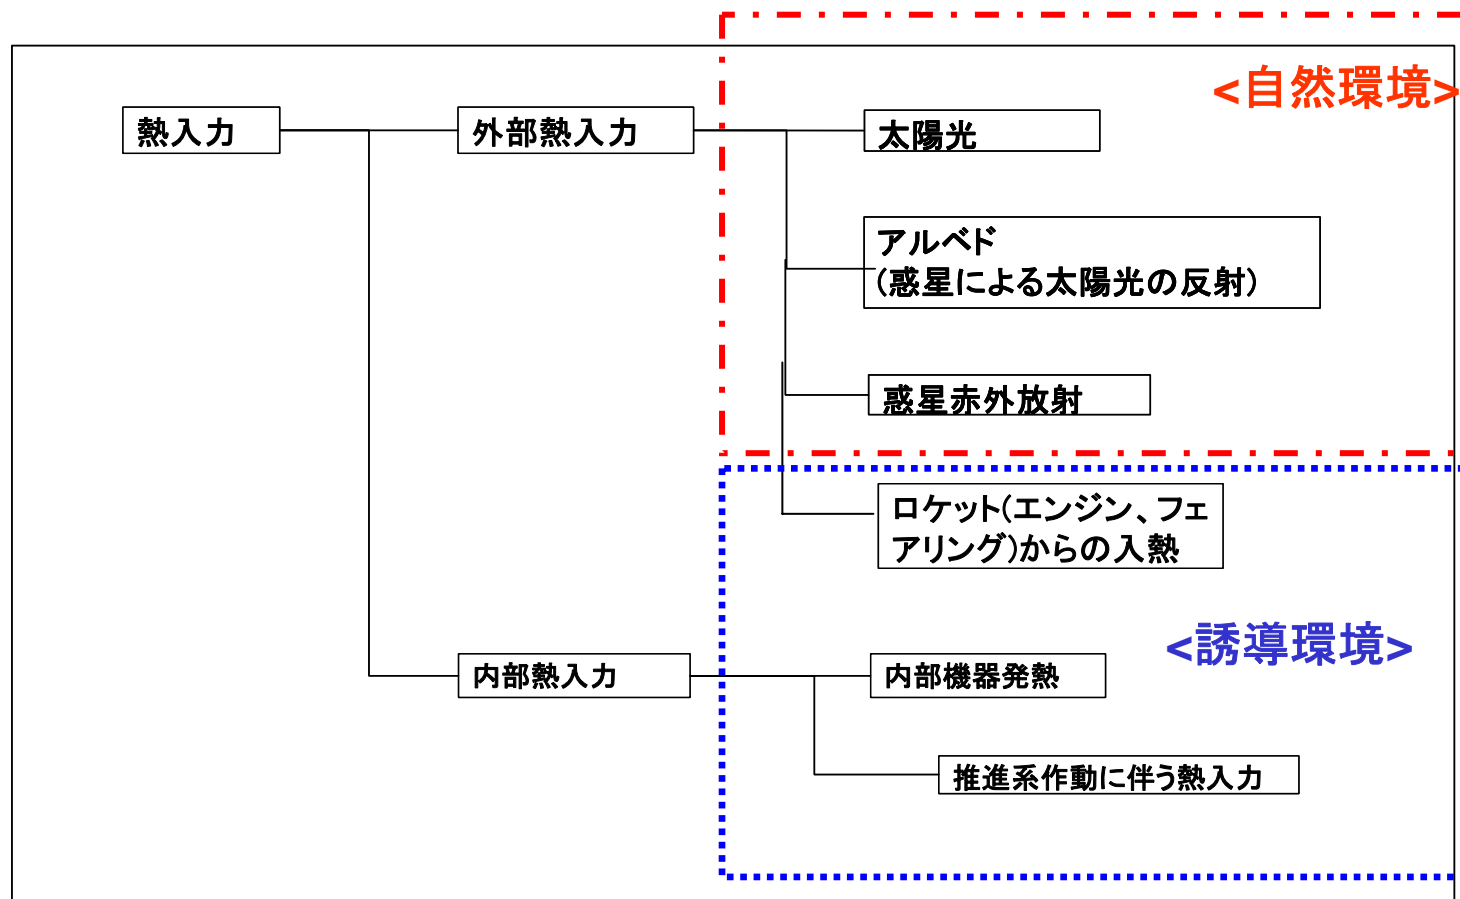 <自然環境>
熱入力
外部熱入力
太陽光
アルベド
(惑星による太陽光の反射)
惑星赤外放射
ロケット(エンジン、フェ
アリング)からの入熱
<誘導環境>
内部熱入力
内部機器発熱
推進系作動に伴う熱入力